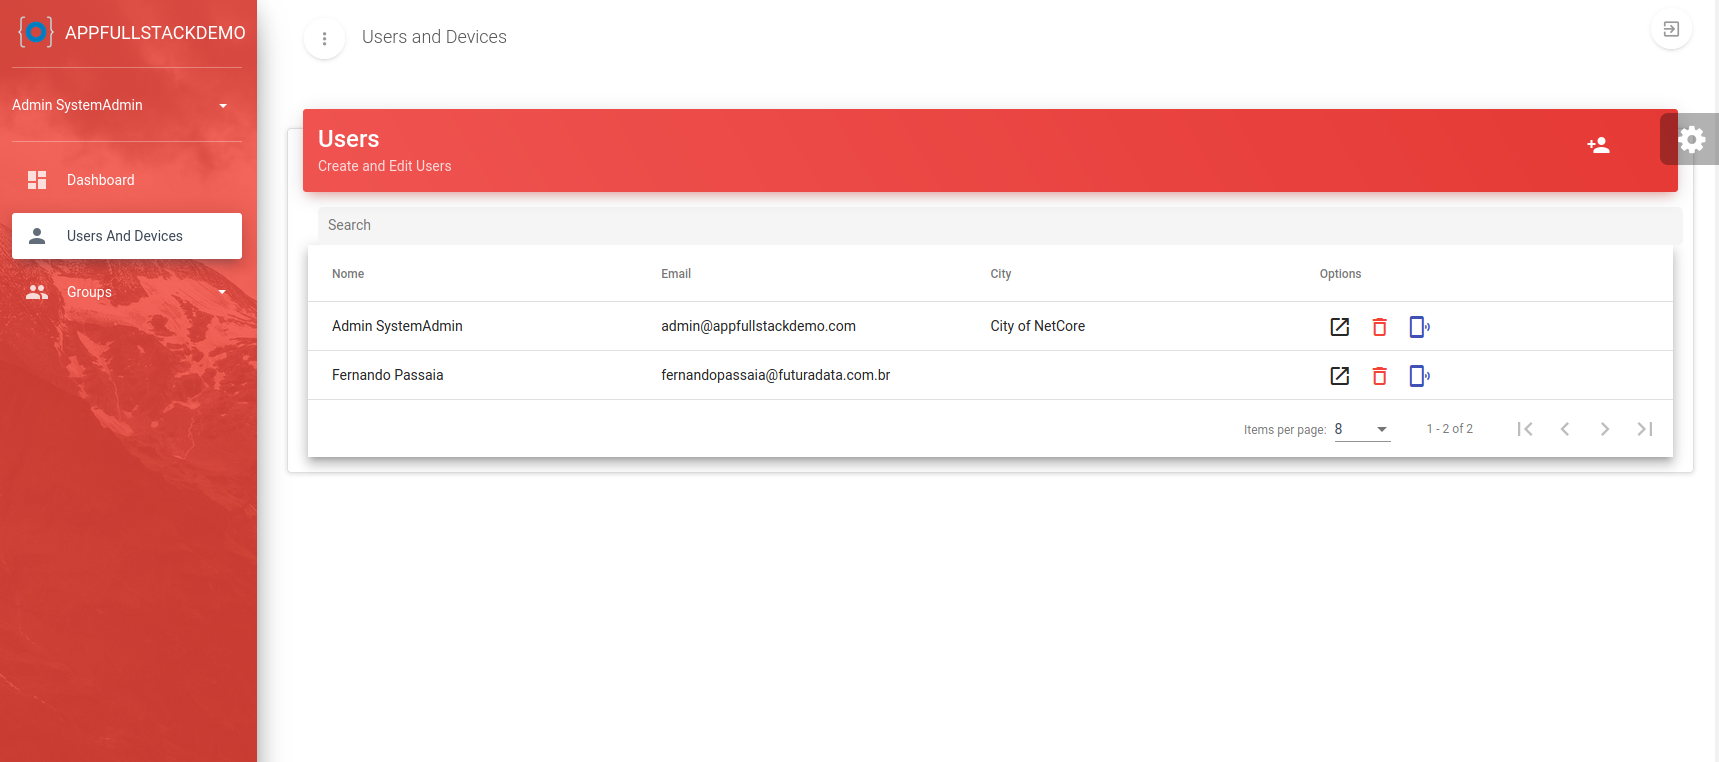 APPFULLSTACKDEMO
Admin SystemAdmin
Dashboard
Users And Devices
Groups
Users and Devices
Users
Create and Edit Users
Search
Nome Email City Options
Admin SystemAdmin admin@appfullstackdemo.com City of NetCore
Fernando Passaia fernandopassaia@futuradata.com.br
Items per page: 8 1 - 2 of 2